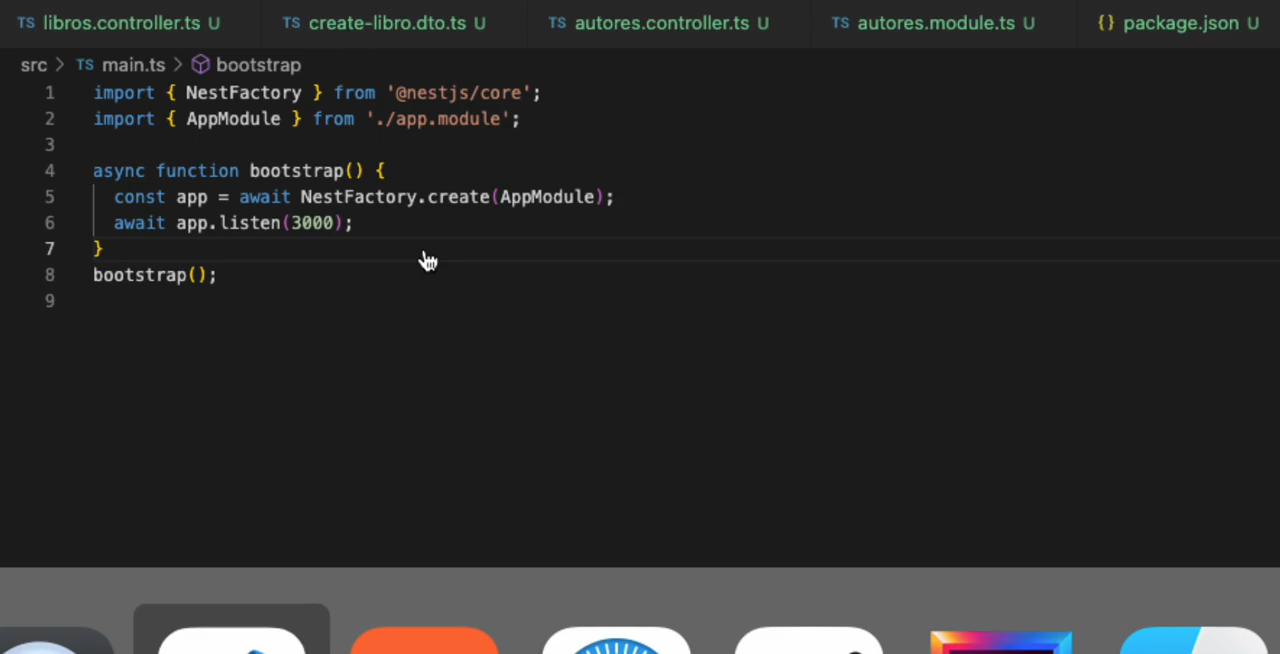 TS libros.controller.ts U TS create-libro.dto.ts U TS autores.controller.ts U TS autores.module.ts U {} package.json U
src > TS main.ts > bootstrap
1 import { NestFactory } from '@nestjs/core';
2 import { AppModule } from './app.module';
3
4 async function bootstrap() {
5 const app = await NestFactory.create(AppModule);
6 await app.listen(3000);
7 }
8 bootstrap();
9